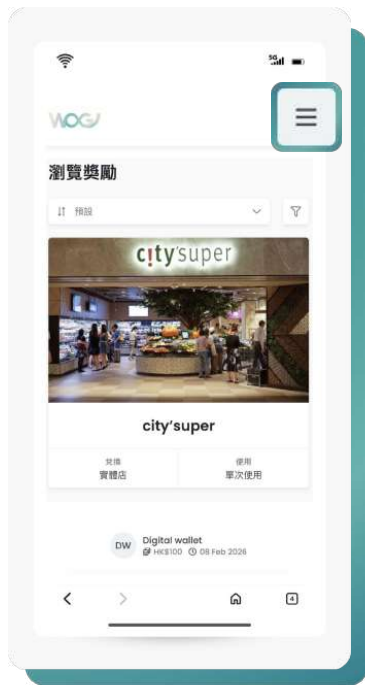 5G
WOGI
瀏覽獎勵
預設
city'super
city'super
兌換
實體店
使用
單次使用
DW
Digital wallet
HK$100 08 Feb 2026
4